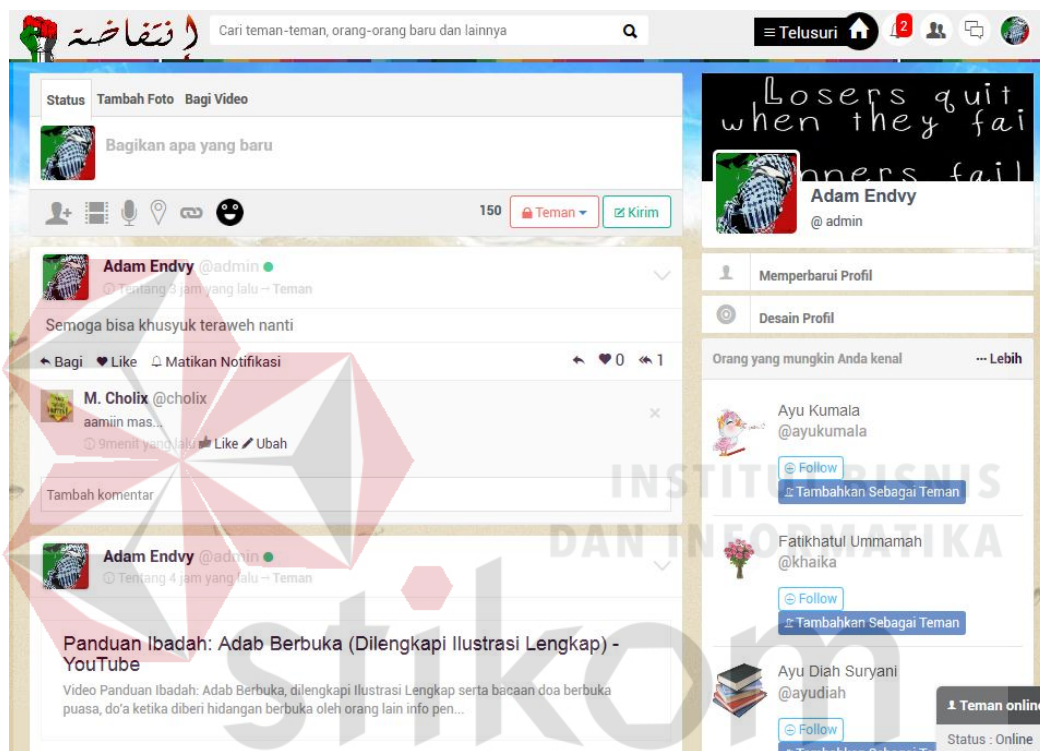 إنتفاضة
Cari teman-teman, orang-orang baru dan lainnya
Telusuri
2
Status Tambah Foto Bagi Video
Bagikan apa yang baru
150 Teman Kirim
Adam Endvy @admin
Tentang 3 jam yang lalu – Teman
Semoga bisa khusyuk teraweh nanti
Bagi Like Matikan Notifikasi 0 1
M. Cholix @cholix
aamiin mas...
9menit yang lalu Like Ubah
Tambah komentar
Adam Endvy @admin
Tentang 4 jam yang lalu – Teman
Panduan Ibadah: Adab Berbuka (Dilengkapi Ilustrasi Lengkap) -
YouTube
Video Panduan Ibadah: Adab Berbuka, dilengkapi Ilustrasi Lengkap serta bacaan doa berbuka
puasa, do'a ketika diberi hidangan berbuka oleh orang lain info pen...
Losers quit
when they fai
nners fail
Adam Endvy
@ admin
Memperbarui Profil
Desain Profil
Orang yang mungkin Anda kenal ··· Lebih
Ayu Kumala
@ayukumala
Follow
Tambahkan Sebagai Teman
Fatikhatul Ummamah
@khaika
Follow
Tambahkan Sebagai Teman
Ayu Diah Suryani
@ayudiah
Follow
Tambahkan Sebagai Te
Teman online
Status : Online
INSTITUT BISNIS
DAN INFORMATIKA
stikom